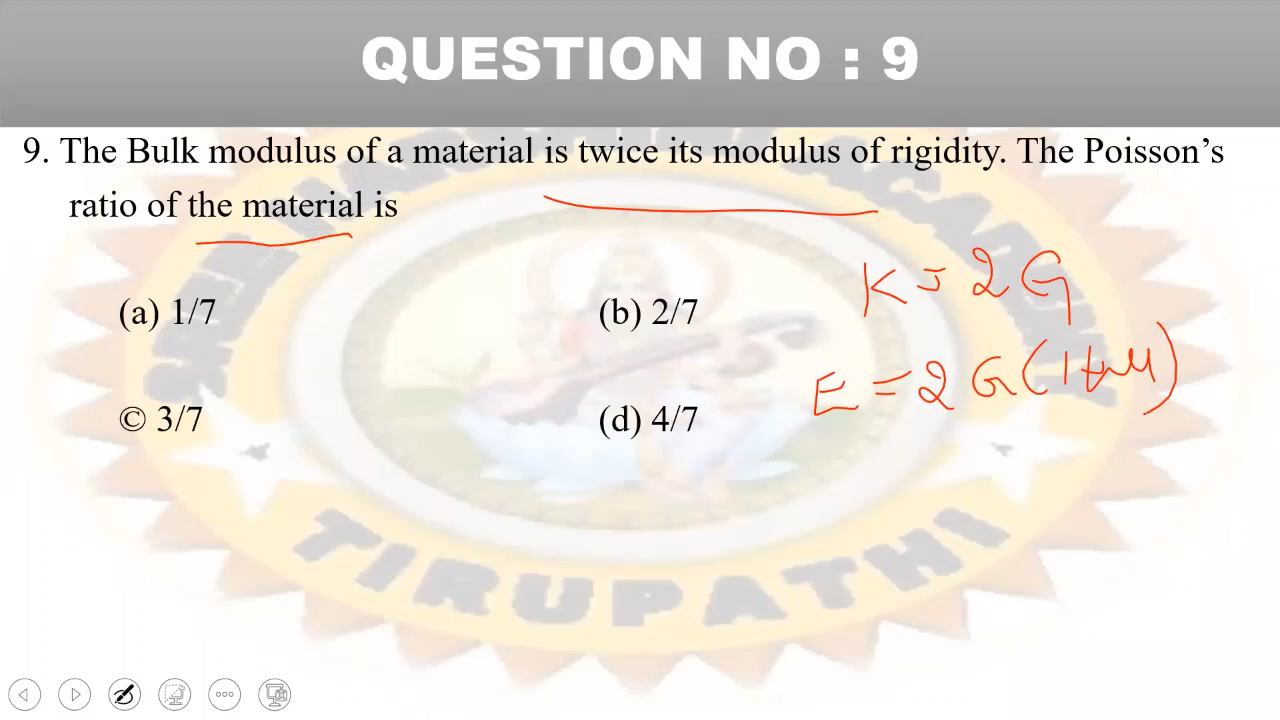 QUESTION NO : 9
9. The Bulk modulus of a material is twice its modulus of rigidity. The Poisson’s
ratio of the material is
(a) 1/7
(b) 2/7
© 3/7
(d) 4/7
K = 2G
E = 2G(1+μ)
TIRUPATHI